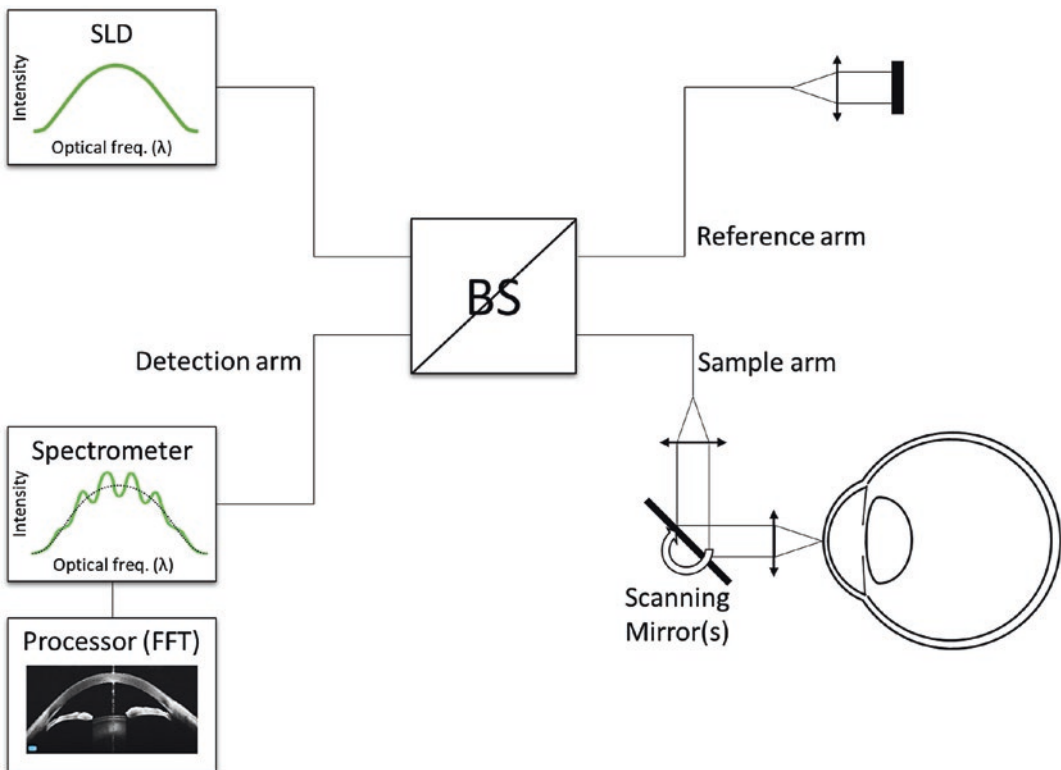 SLD
Intensity
Optical freq. (λ)
Reference arm
BS
Detection arm
Sample arm
Spectrometer
Intensity
Optical freq. (λ)
Scanning
Mirror(s)
Processor (FFT)